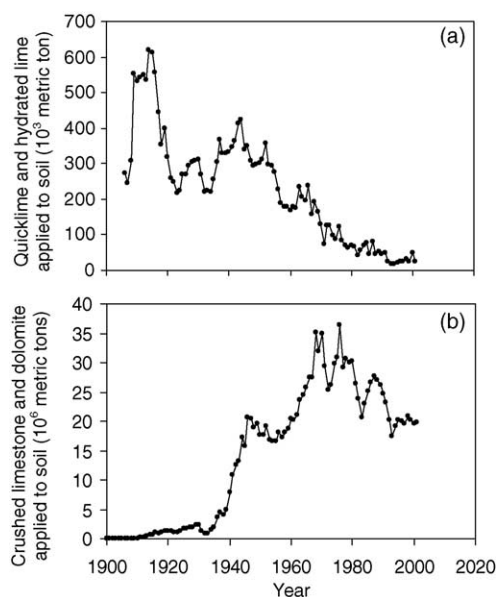 (a)
Quicklime and hydrated lime
applied to soil (10³ metric ton)
700
600
500
400
300
200
100
0
(b)
Crushed limestone and dolomite
applied to soil (10⁶ metric tons)
40
35
30
25
20
15
10
5
0
1900 1920 1940 1960 1980 2000 2020
Year